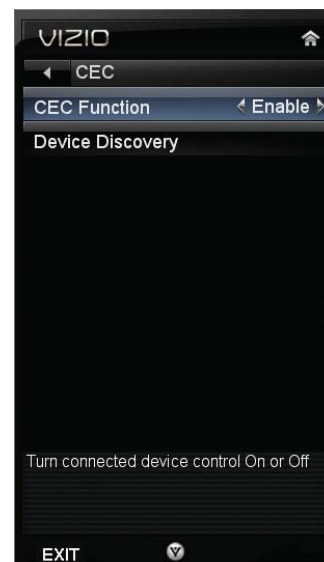 VIZIO
CEC
CEC Function Enable
Device Discovery
Turn connected device control On or Off
EXIT